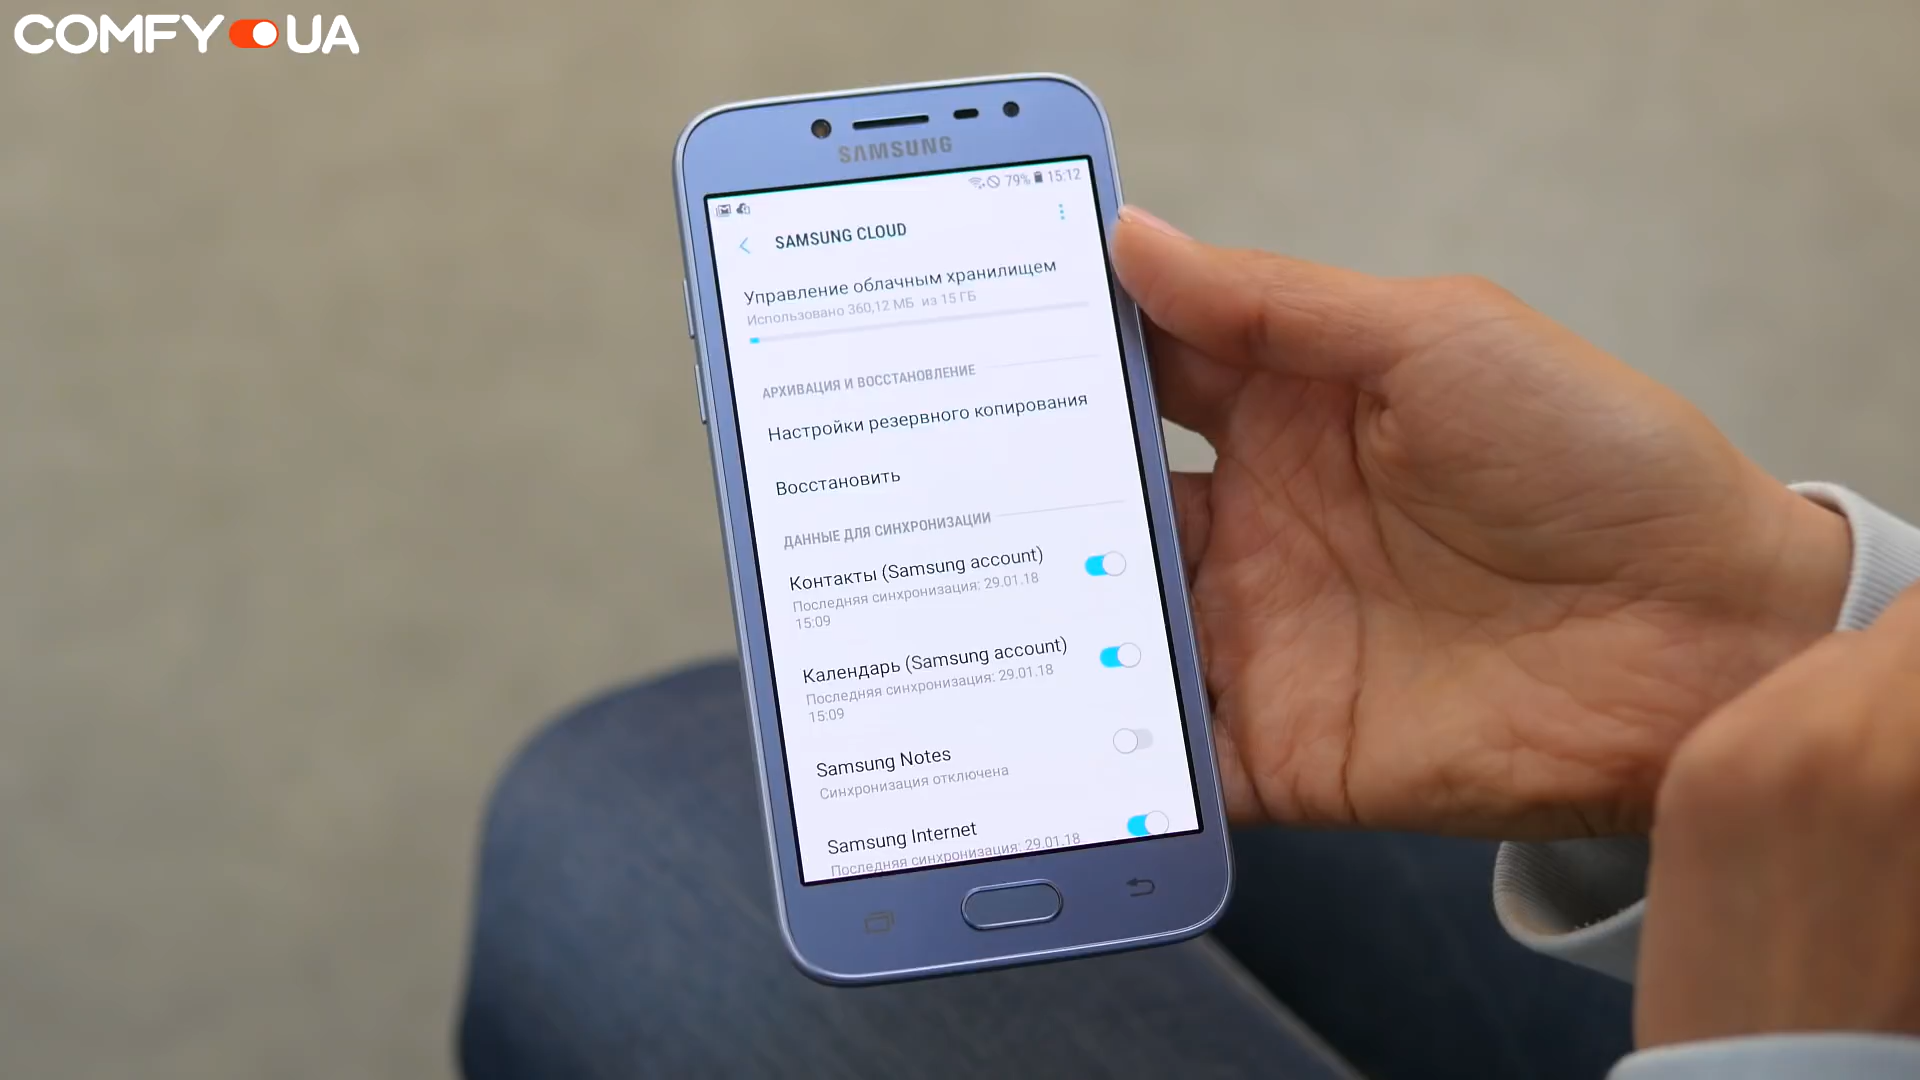 COMFY UA
SAMSUNG
79% 15:12
SAMSUNG CLOUD
Управление облачным хранилищем
Использовано 360,12 МБ из 15 ГБ
АРХИВАЦИЯ И ВОССТАНОВЛЕНИЕ
Настройки резервного копирования
Восстановить
ДАННЫЕ ДЛЯ СИНХРОНИЗАЦИИ
Контакты (Samsung account)
Последняя синхронизация: 29.01.18
15:09
Календарь (Samsung account)
Последняя синхронизация: 29.01.18
15:09
Samsung Notes
Синхронизация отключена
Samsung Internet
Последняя синхронизация: 29.01.18